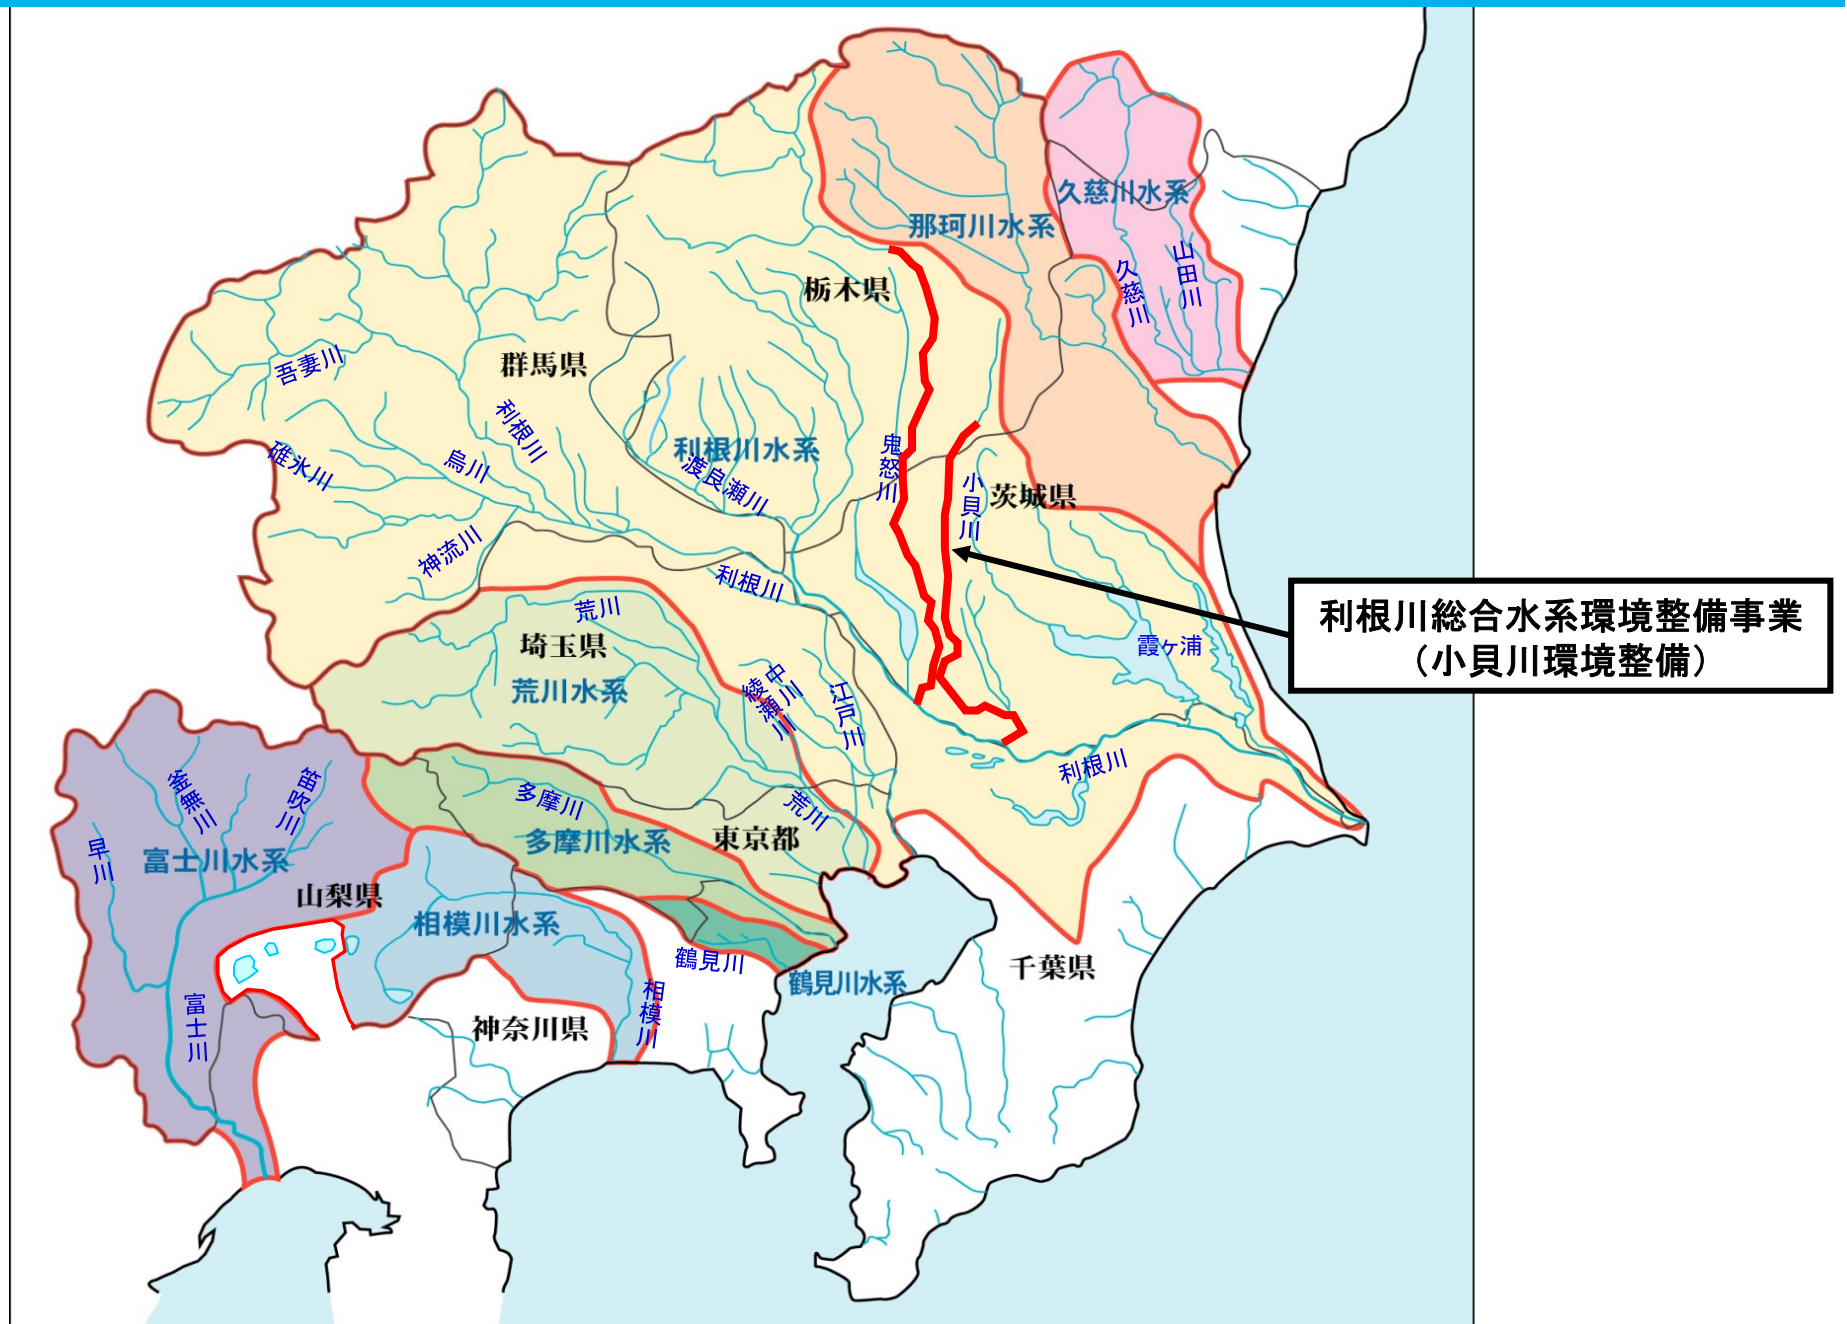 久慈川水系
那珂川水系
山田川
久慈川
栃木県
群馬県
吾妻川
利根川
利根川水系
碓氷川
烏川
渡良瀬川
鬼怒川
小貝川
茨城県
神流川
利根川
荒川
埼玉県
霞ヶ浦
利根川総合水系環境整備事業
（小貝川環境整備）
荒川水系
綾瀬川
中川
江戸川
利根川
釜無川
笛吹川
多摩川
荒川
早川
富士川水系
多摩川水系
東京都
山梨県
相模川水系
鶴見川
千葉県
鶴見川水系
富士川
相模川
神奈川県